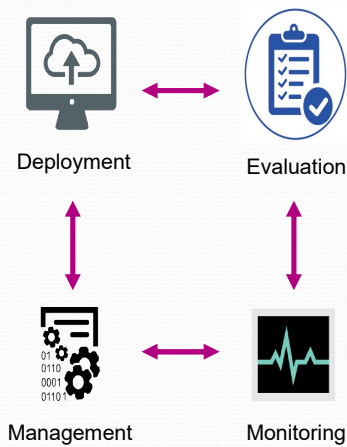 Deployment
Evaluation
01
0110
0001
01101
Management
Monitoring